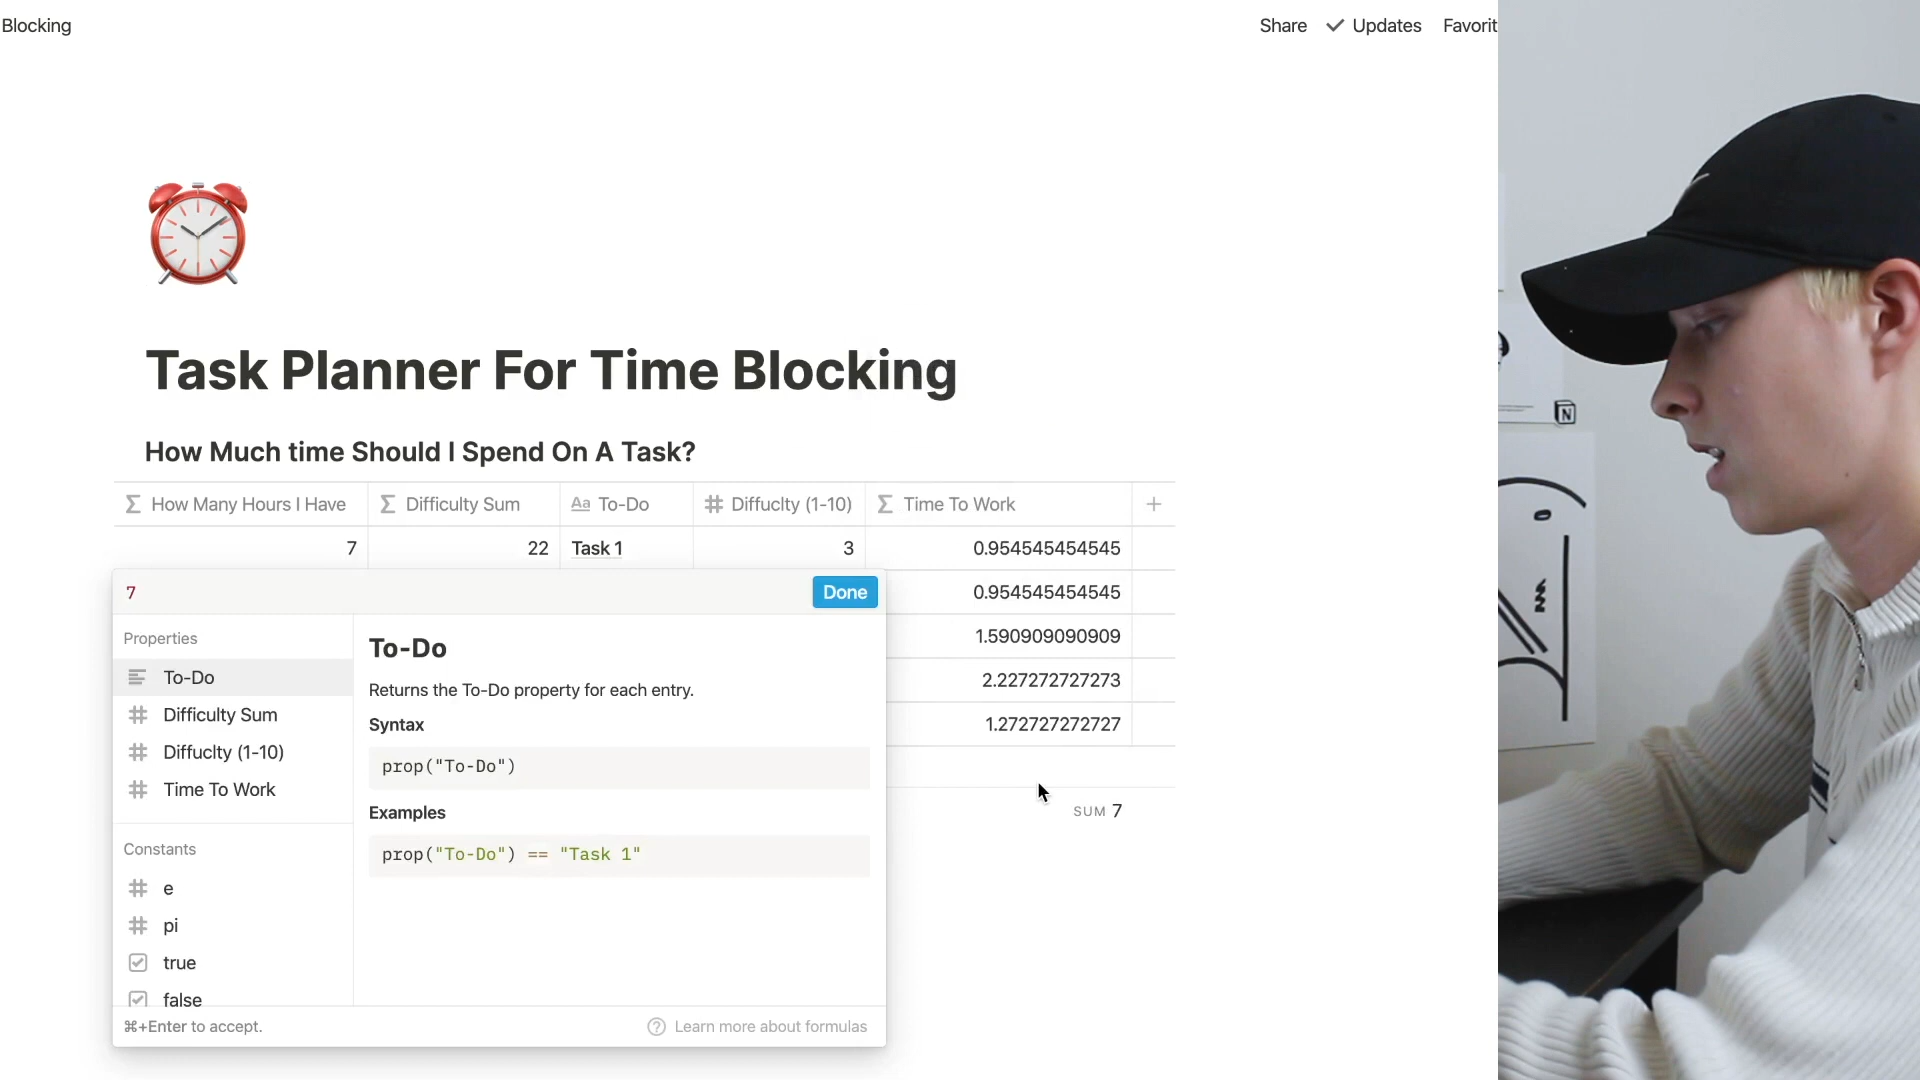 Blocking
Share Updates Favorit
Task Planner For Time Blocking
How Much time Should I Spend On A Task?
How Many Hours I Have Difficulty Sum Aa To-Do Diffuclty (1-10) Time To Work
7 22 Task 1 3 0.954545454545
0.954545454545
1.590909090909
2.227272727273
1.272727272727
SUM 7
7 Done
Properties
To-Do
Difficulty Sum
Diffuclty (1-10)
Time To Work
Constants
e
pi
true
false
To-Do
Returns the To-Do property for each entry.
Syntax
prop("To-Do")
Examples
prop("To-Do") == "Task 1"
⌘+Enter to accept.
Learn more about formulas
N